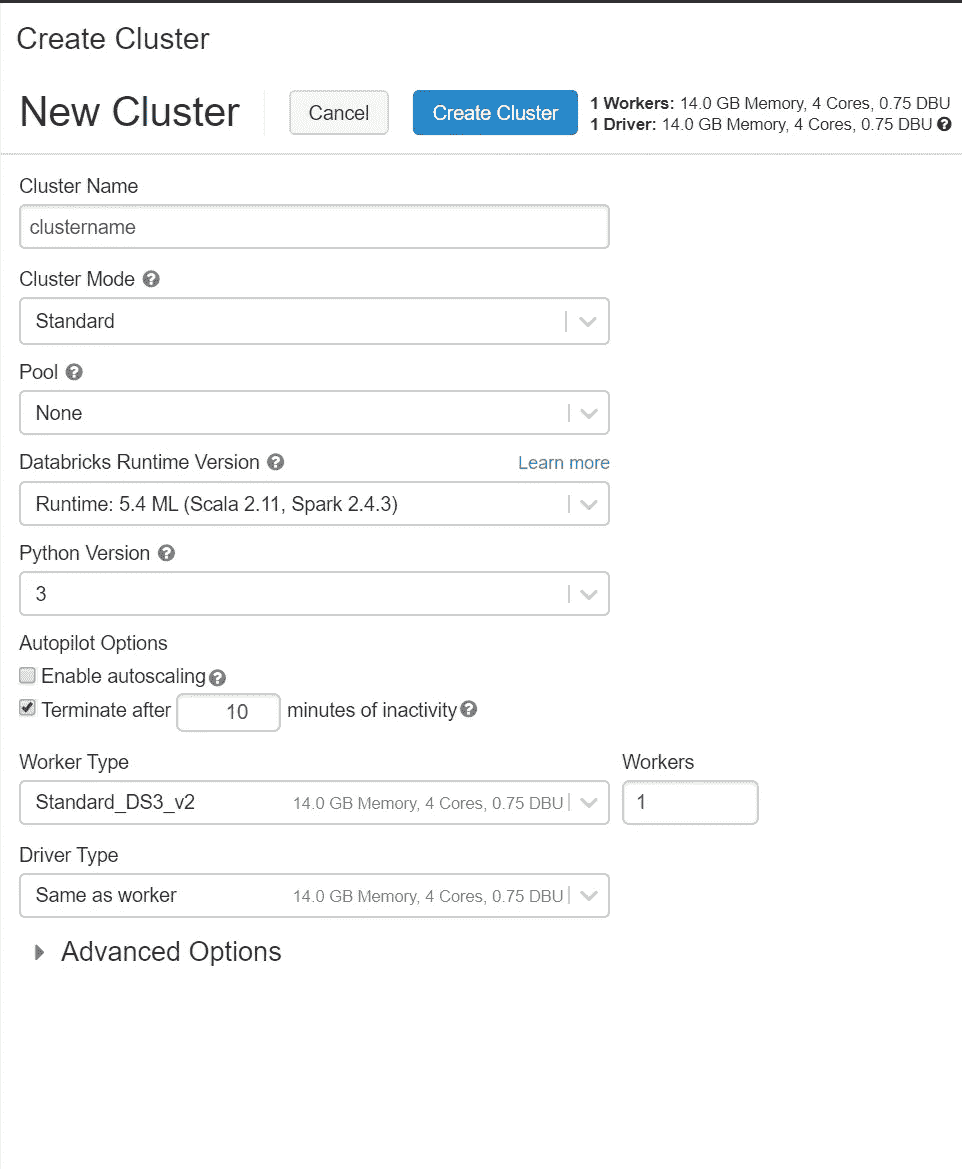 Create Cluster
New Cluster
Cancel
Create Cluster
1 Workers: 14.0 GB Memory, 4 Cores, 0.75 DBU
1 Driver: 14.0 GB Memory, 4 Cores, 0.75 DBU ?
Cluster Name
clustername
Cluster Mode ?
Standard
Pool ?
None
Databricks Runtime Version ? Learn more
Runtime: 5.4 ML (Scala 2.11, Spark 2.4.3)
Python Version ?
3
Autopilot Options
Enable autoscaling ?
Terminate after 10 minutes of inactivity ?
Worker Type Workers
Standard_DS3_v2 14.0 GB Memory, 4 Cores, 0.75 DBU 1
Driver Type
Same as worker 14.0 GB Memory, 4 Cores, 0.75 DBU
Advanced Options